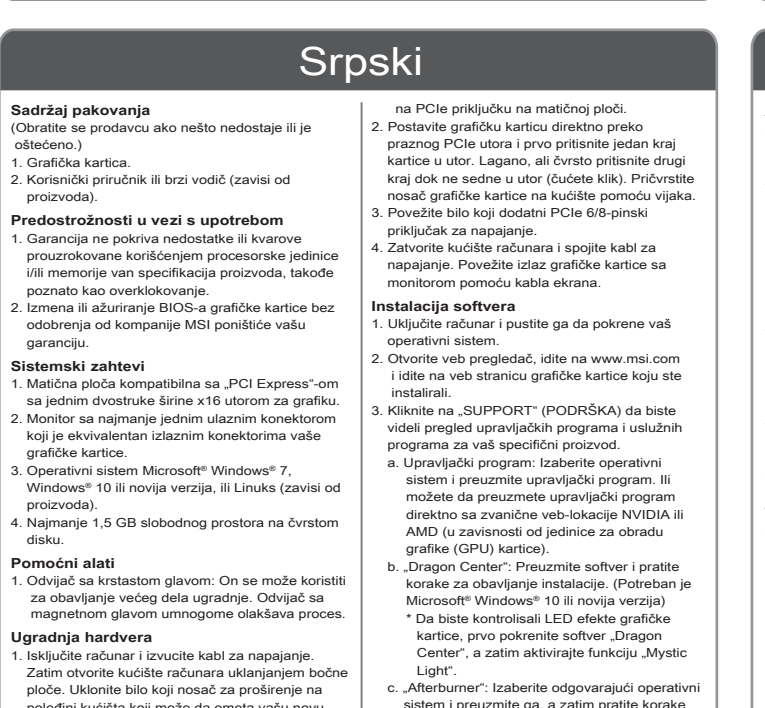 Srpski
Sadržaj pakovanja
(Obratite se prodavcu ako nešto nedostaje ili je
oštećeno.)
1. Grafička kartica.
2. Korisnički priručnik ili brzi vodič (zavisi od
proizvoda).
Predostrožnosti u vezi s upotrebom
1. Garancija ne pokriva nedostatke ili kvarove
prouzrokovane korišćenjem procesorske jedinice
i/ili memorije van specifikacija proizvoda, takođe
poznato kao overklokovanje.
2. Izmena ili ažuriranje BIOS-a grafičke kartice bez
odobrenja od kompanije MSI poništiće vašu
garanciju.
Sistemski zahtevi
1. Matična ploča kompatibilna sa „PCI Express“-om
sa jednim dvostruke širine x16 utorom za grafiku.
2. Monitor sa najmanje jednim ulaznim konektorom
koji je ekvivalentan izlaznim konektorima vaše
grafičke kartice.
3. Operativni sistem Microsoft® Windows® 7,
Windows® 10 ili novija verzija, ili Linuks (zavisi od
proizvoda).
4. Najmanje 1,5 GB slobodnog prostora na čvrstom
disku.
Pomoćni alati
1. Odvijač sa krstastom glavom: On se može koristiti
za obavljanje većeg dela ugradnje. Odvijač sa
magnetnom glavom umnogome olakšava proces.
Ugradnja hardvera
1. Isključite računar i izvucite kabl za napajanje.
Zatim otvorite kućište računara uklanjanjem bočne
ploče. Uklonite bilo koji nosač za proširenje na
poleđini kućišta koji može da ometa vašu novu
na PCIe priključku na matičnoj ploči.
2. Postavite grafičku karticu direktno preko
praznog PCIe utora i prvo pritisnite jedan kraj
kartice u utor. Lagano, ali čvrsto pritisnite drugi
kraj dok ne sedne u utor (čućete klik). Pričvrstite
nosač grafičke kartice na kućište pomoću vijaka.
3. Povežite bilo koji dodatni PCIe 6/8-pinski
priključak za napajanje.
4. Zatvorite kućište računara i spojite kabl za
napajanje. Povežite izlaz grafičke kartice sa
monitorom pomoću kabla ekrana.
Instalacija softvera
1. Uključite računar i pustite ga da pokrene vaš
operativni sistem.
2. Otvorite veb pregledač, idite na www.msi.com
i idite na veb stranicu grafičke kartice koju ste
instalirali.
3. Kliknite na „SUPPORT“ (PODRŠKA) da biste
videli pregled upravljačkih programa i uslužnih
programa za vaš specifični proizvod.
a. Upravljački program: Izaberite operativni
sistem i preuzmite upravljački program. Ili
možete da preuzmete upravljački program
direktno sa zvanične veb-lokacije NVIDIA ili
AMD (u zavisnosti od jedinice za obradu
grafike (GPU) kartice).
b. „Dragon Center“: Preuzmite softver i pratite
korake za obavljanje instalacije. (Potreban je
Microsoft® Windows® 10 ili novija verzija)
* Da biste kontrolisali LED efekte grafičke
kartice, prvo pokrenite softver „Dragon
Center“, a zatim aktivirajte funkciju „Mystic
Light“.
c. „Afterburner“: Izaberite odgovarajući operativni
sistem i preuzmite ga, a zatim pratite korake